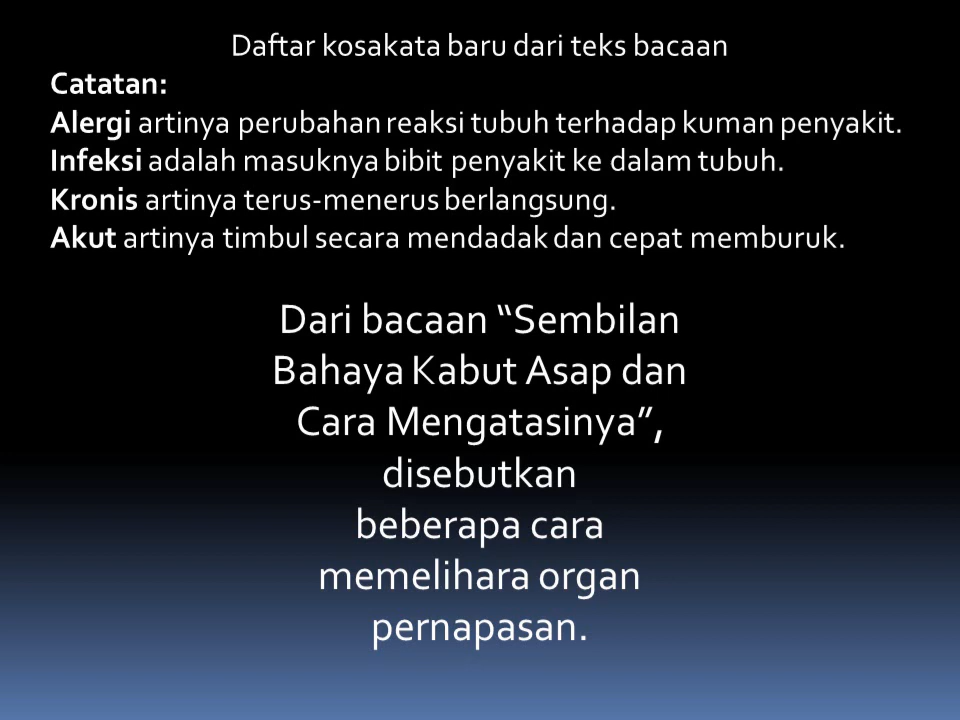 Daftar kosakata baru dari teks bacaan
Catatan:
Alergi artinya perubahan reaksi tubuh terhadap kuman penyakit.
Infeksi adalah masuknya bibit penyakit ke dalam tubuh.
Kronis artinya terus-menerus berlangsung.
Akut artinya timbul secara mendadak dan cepat memburuk.
Dari bacaan “Sembilan
Bahaya Kabut Asap dan
Cara Mengatasinya”,
disebutkan
beberapa cara
memelihara organ
pernapasan.